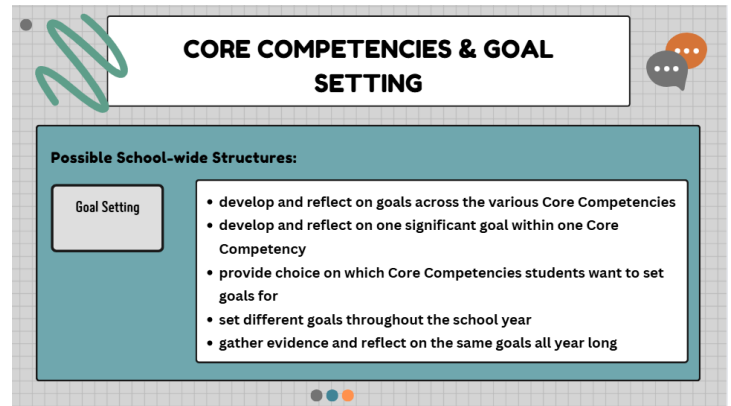 CORE COMPETENCIES & GOAL
SETTING
Possible School-wide Structures:
Goal Setting
• develop and reflect on goals across the various Core Competencies
• develop and reflect on one significant goal within one Core
Competency
• provide choice on which Core Competencies students want to set
goals for
• set different goals throughout the school year
• gather evidence and reflect on the same goals all year long